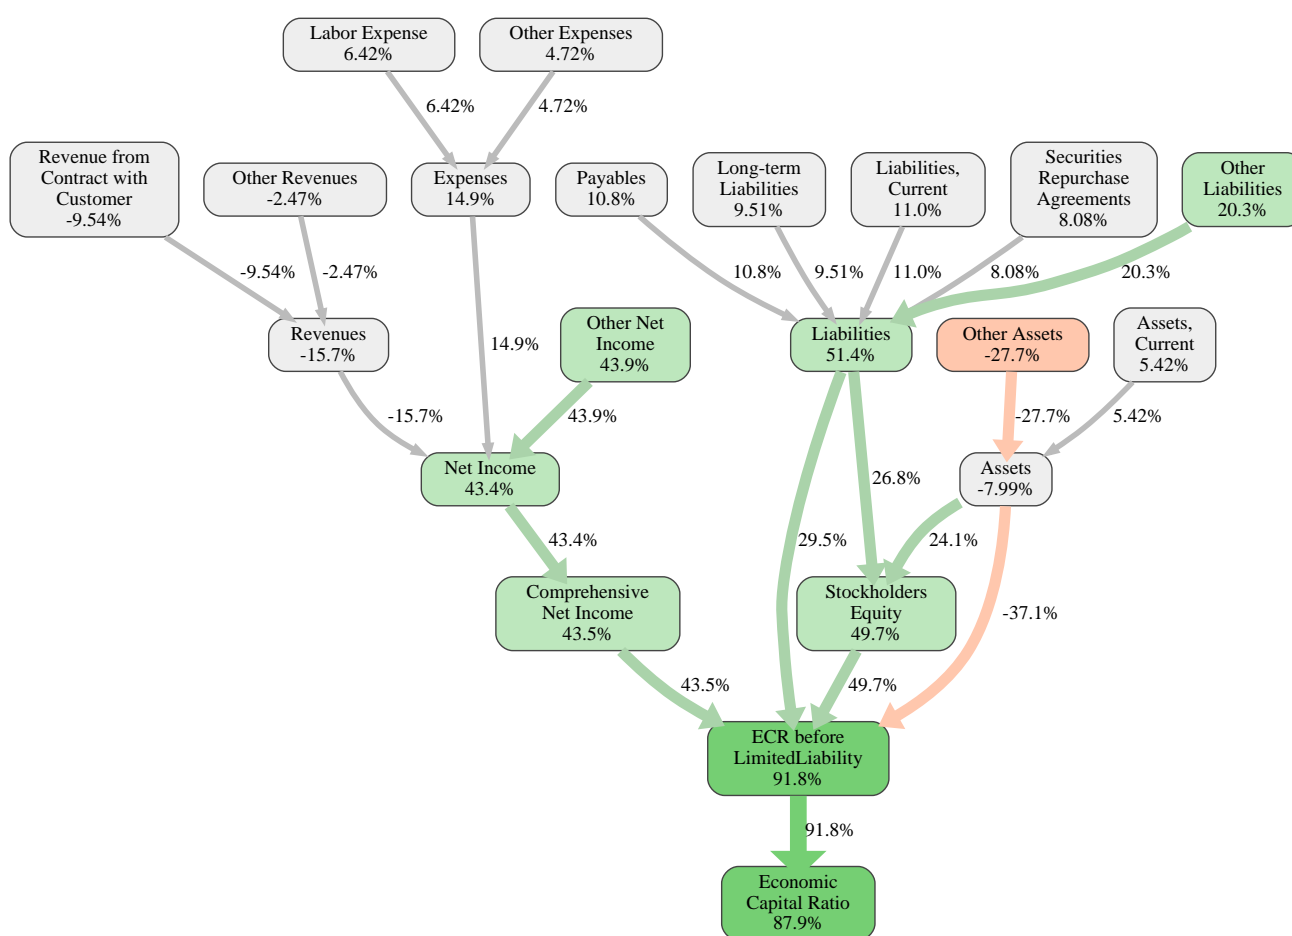 Labor Expense
6.42%
Other Expenses
4.72%
6.42%
4.72%
Revenue from
Contract with
Customer
-9.54%
Other Revenues
-2.47%
Expenses
14.9%
Payables
10.8%
Long-term
Liabilities
9.51%
Liabilities,
Current
11.0%
Securities
Repurchase
Agreements
8.08%
Other
Liabilities
20.3%
-9.54%
-2.47%
10.8%
9.51%
11.0%
8.08%
20.3%
Revenues
-15.7%
14.9%
Other Net
Income
43.9%
Liabilities
51.4%
Other Assets
-27.7%
Assets,
Current
5.42%
-15.7%
43.9%
-27.7%
5.42%
Net Income
43.4%
26.8%
Assets
-7.99%
43.4%
29.5%
24.1%
Comprehensive
Net Income
43.5%
Stockholders
Equity
49.7%
-37.1%
43.5%
49.7%
ECR before
LimitedLiability
91.8%
91.8%
Economic
Capital Ratio
87.9%